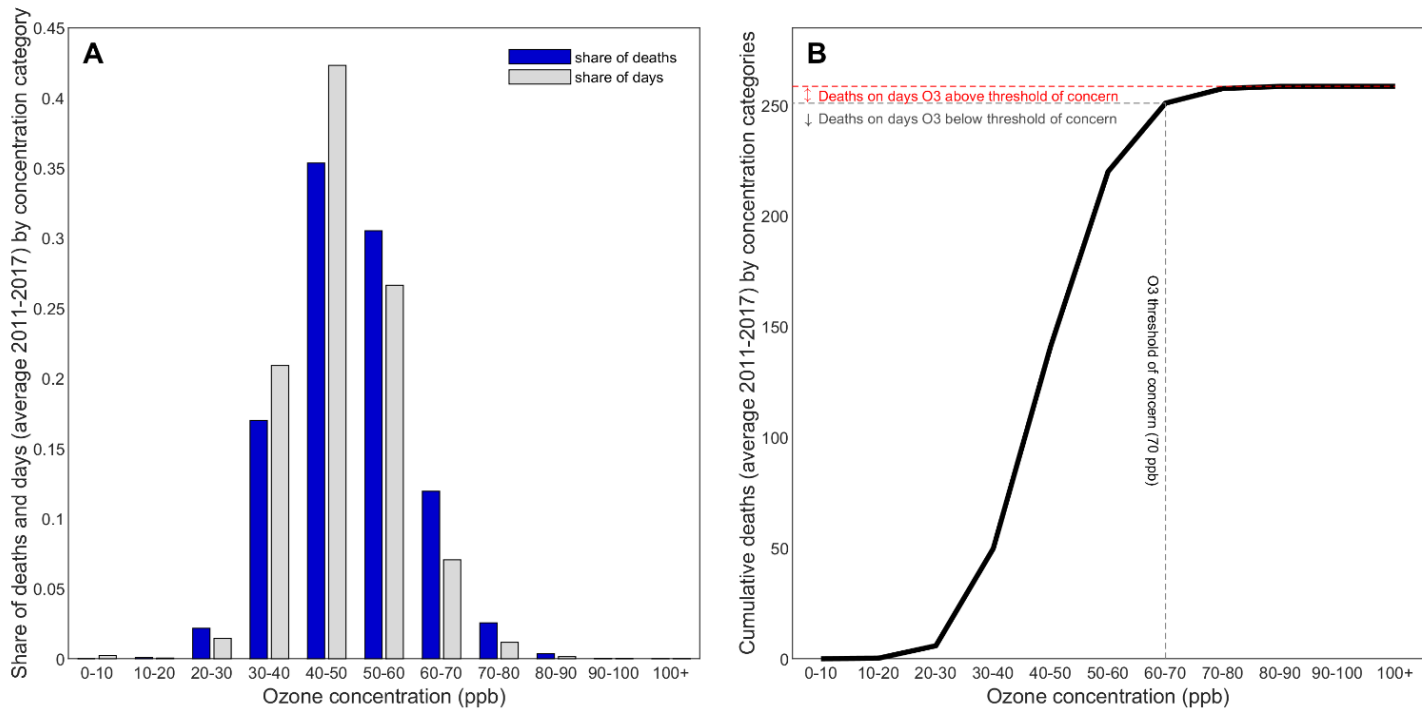 A
share of deaths
share of days
Share of deaths and days (average 2011-2017) by concentration category
0.45
0.4
0.35
0.3
0.25
0.2
0.15
0.1
0.05
0
0-10 10-20 20-30 30-40 40-50 50-60 60-70 70-80 80-90 90-100 100+
Ozone concentration (ppb)
B
Cumulative deaths (average 2011-2017) by concentration categories
↕ Deaths on days O3 above threshold of concern
↓ Deaths on days O3 below threshold of concern
O3 threshold of concern (70 ppb)
250
200
150
100
50
0
0-10 10-20 20-30 30-40 40-50 50-60 60-70 70-80 80-90 90-100 100+
Ozone concentration (ppb)